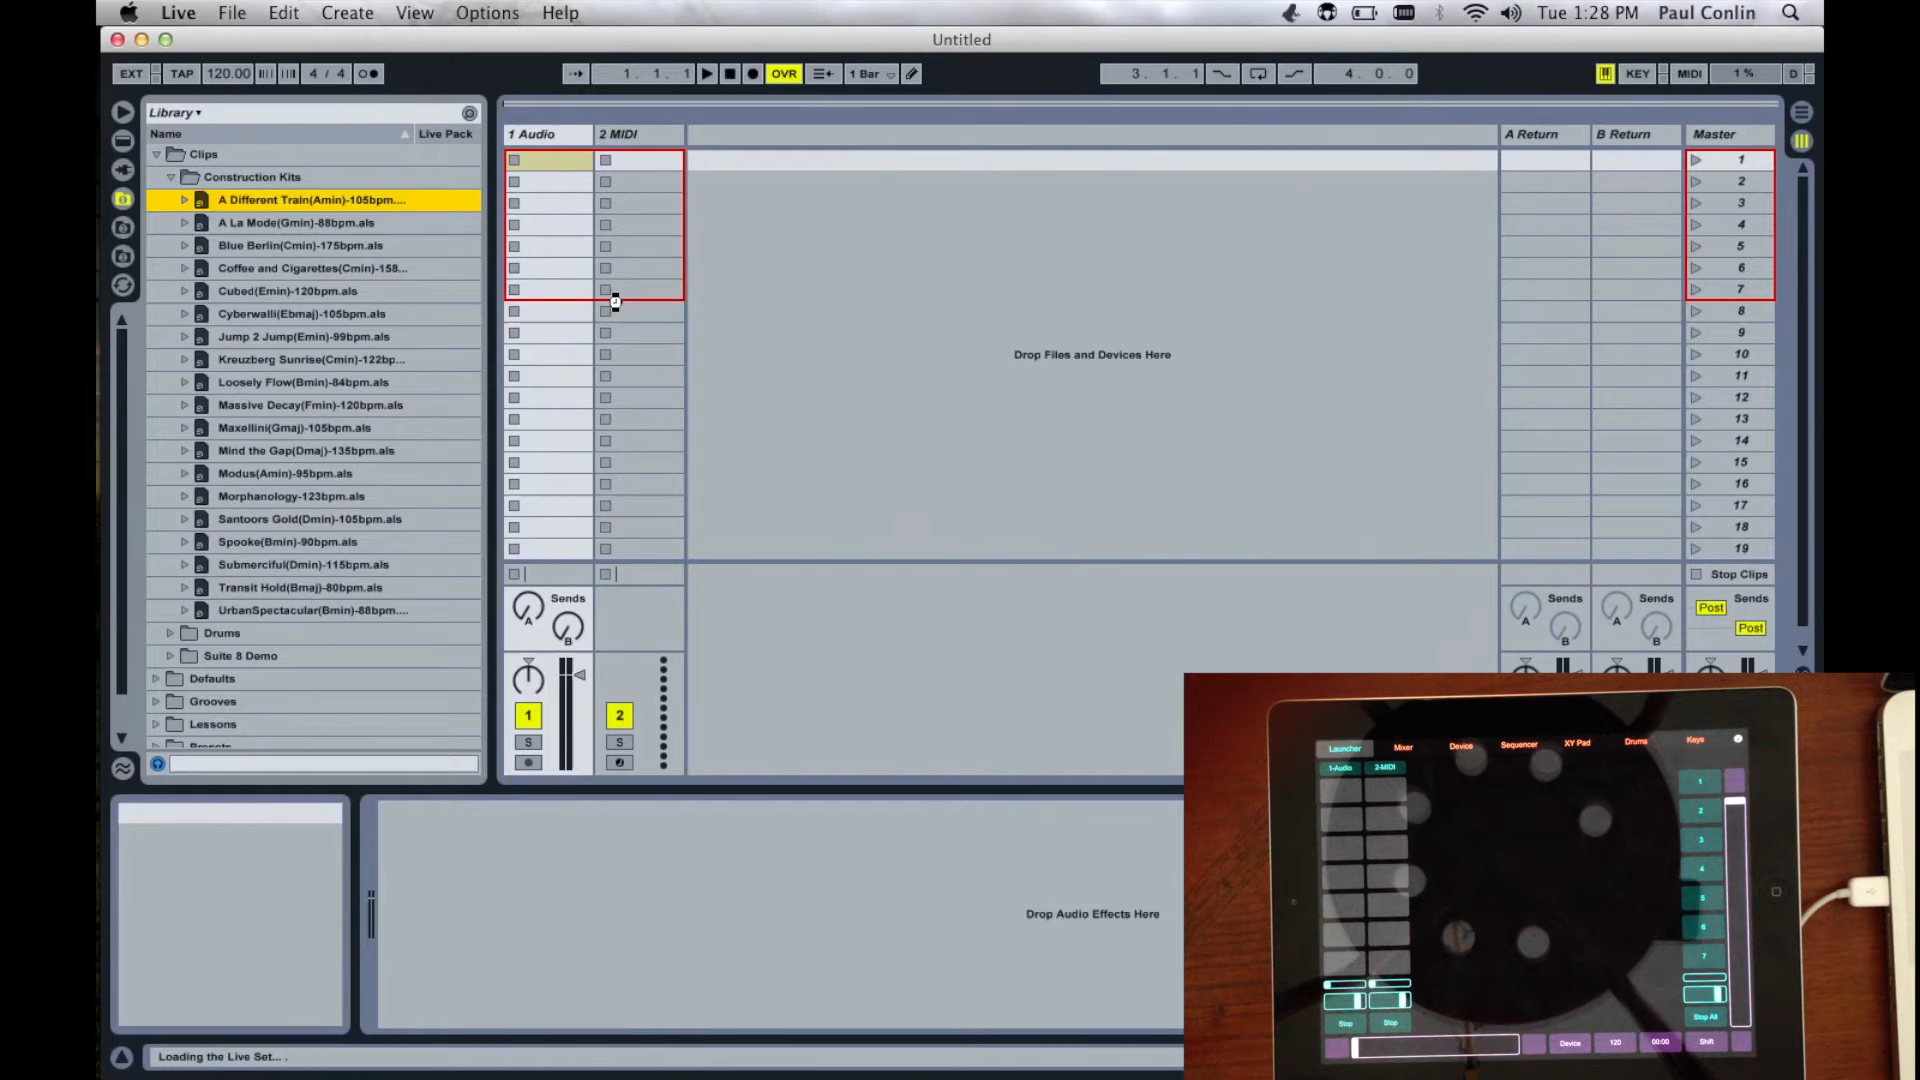 Live File Edit Create View Options Help Tue 1:28 PM Paul Conlin
Untitled
EXT TAP 120.00 4 / 4 1. 1. 1 OVR 1 Bar 3. 1. 1 4. 0. 0 KEY MIDI 1 % D
Library
Name Live Pack
Clips
Construction Kits
A Different Train(Amin)-105bpm....
A La Mode(Gmin)-88bpm.als
Blue Berlin(Cmin)-175bpm.als
Coffee and Cigarettes(Cmin)-158...
Cubed(Emin)-120bpm.als
Cyberwalli(Ebmaj)-105bpm.als
Jump 2 Jump(Emin)-99bpm.als
Kreuzberg Sunrise(Cmin)-122bp...
Loosely Flow(Bmin)-84bpm.als
Massive Decay(Fmin)-120bpm.als
Maxellini(Gmaj)-105bpm.als
Mind the Gap(Dmaj)-135bpm.als
Modus(Amin)-95bpm.als
Morphanology-123bpm.als
Santoors Gold(Dmin)-105bpm.als
Spooke(Bmin)-90bpm.als
Submerciful(Dmin)-115bpm.als
Transit Hold(Bmaj)-80bpm.als
UrbanSpectacular(Bmin)-88bpm....
Drums
Suite 8 Demo
Defaults
Grooves
Lessons
Presets
1 Audio 2 MIDI A Return B Return Master
1
2
3
4
5
6
7
8
9
10
11
12
13
14
15
16
17
18
19
Drop Files and Devices Here
Stop Clips
Sends Sends Sends Sends
A B A B A B Post
Post
1 2
S S
Drop Audio Effects Here
Loading the Live Set... .
Launcher Mixer Device Sequencer XY Pad Drums Keys
1-Audio 2-MIDI
1
2
3
4
5
6
7
Stop Stop Stop All
Device 120 00:00 Shift